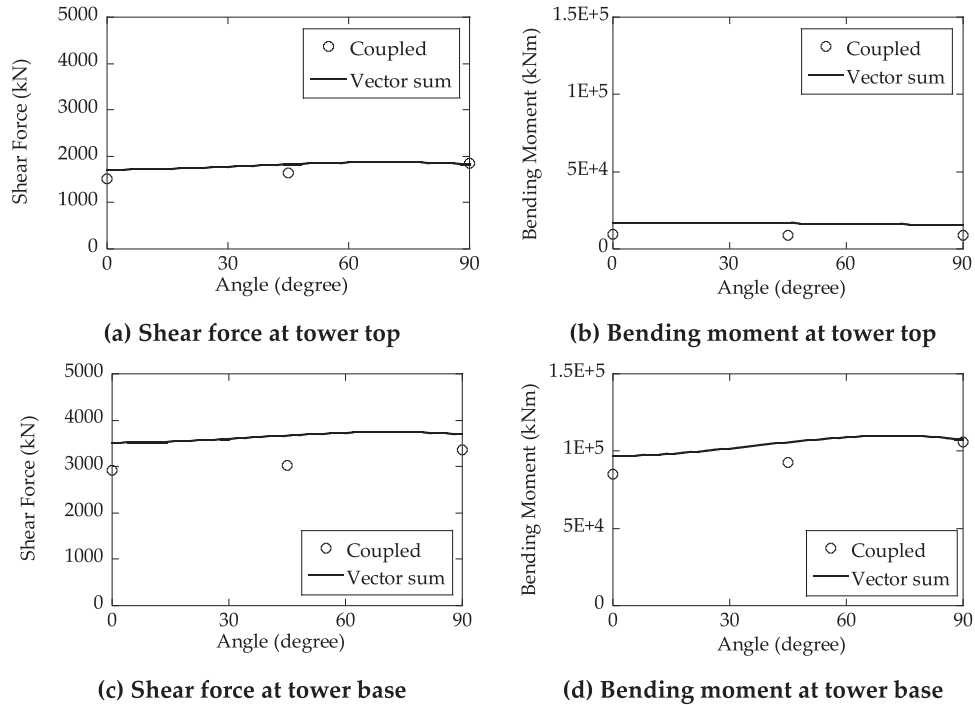 5000
4000
3000
2000
1000
0
Shear Force (kN)
Coupled
Vector sum
0 30 60 90
Angle (degree)
(a) Shear force at tower top
1.5E+5
1E+5
5E+4
0
Bending Moment (kNm)
Coupled
Vector sum
0 30 60 90
Angle (degree)
(b) Bending moment at tower top
5000
4000
3000
2000
1000
0
Shear Force (kN)
Coupled
Vector sum
0 30 60 90
Angle (degree)
(c) Shear force at tower base
1.5E+5
1E+5
5E+4
0
Bending Moment (kNm)
Coupled
Vector sum
0 30 60 90
Angle (degree)
(d) Bending moment at tower base